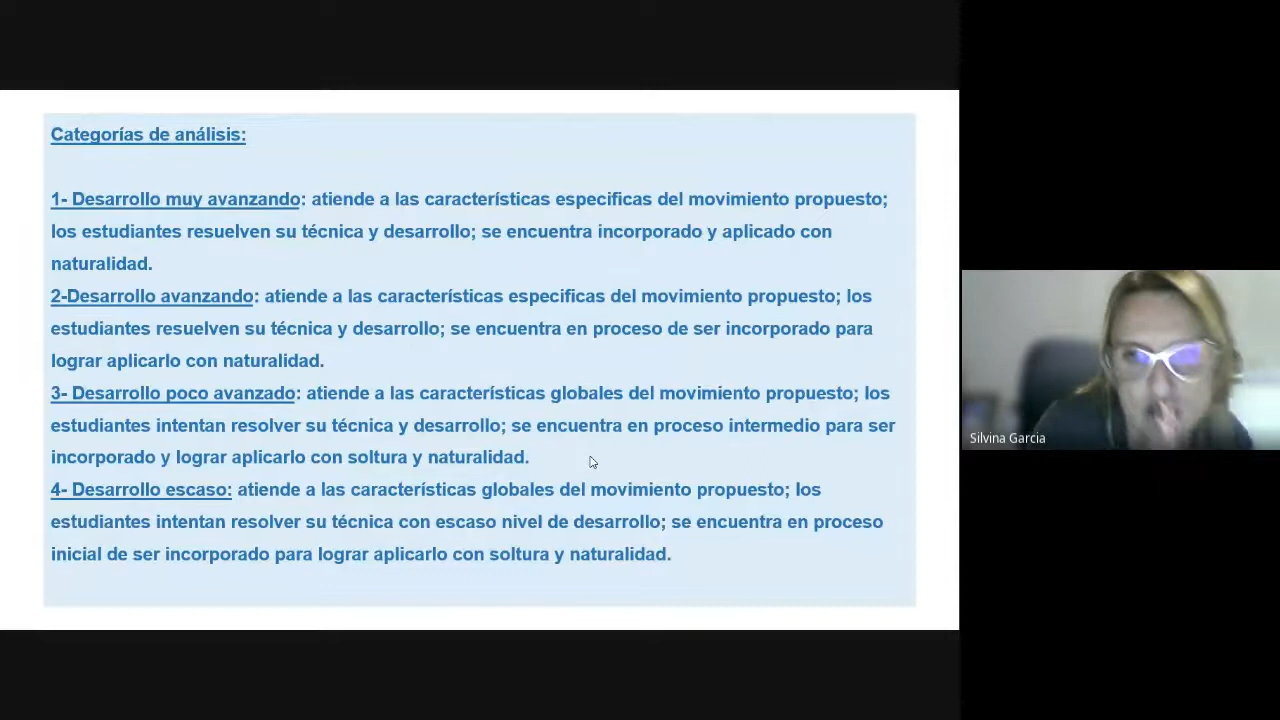 Categorías de análisis:
1- Desarrollo muy avanzando: atiende a las características especificas del movimiento propuesto;
los estudiantes resuelven su técnica y desarrollo; se encuentra incorporado y aplicado con
naturalidad.
2-Desarrollo avanzando: atiende a las características especificas del movimiento propuesto; los
estudiantes resuelven su técnica y desarrollo; se encuentra en proceso de ser incorporado para
lograr aplicarlo con naturalidad.
3- Desarrollo poco avanzado: atiende a las características globales del movimiento propuesto; los
estudiantes intentan resolver su técnica y desarrollo; se encuentra en proceso intermedio para ser
incorporado y lograr aplicarlo con soltura y naturalidad.
4- Desarrollo escaso: atiende a las características globales del movimiento propuesto; los
estudiantes intentan resolver su técnica con escaso nivel de desarrollo; se encuentra en proceso
inicial de ser incorporado para lograr aplicarlo con soltura y naturalidad.
Silvina Garcia